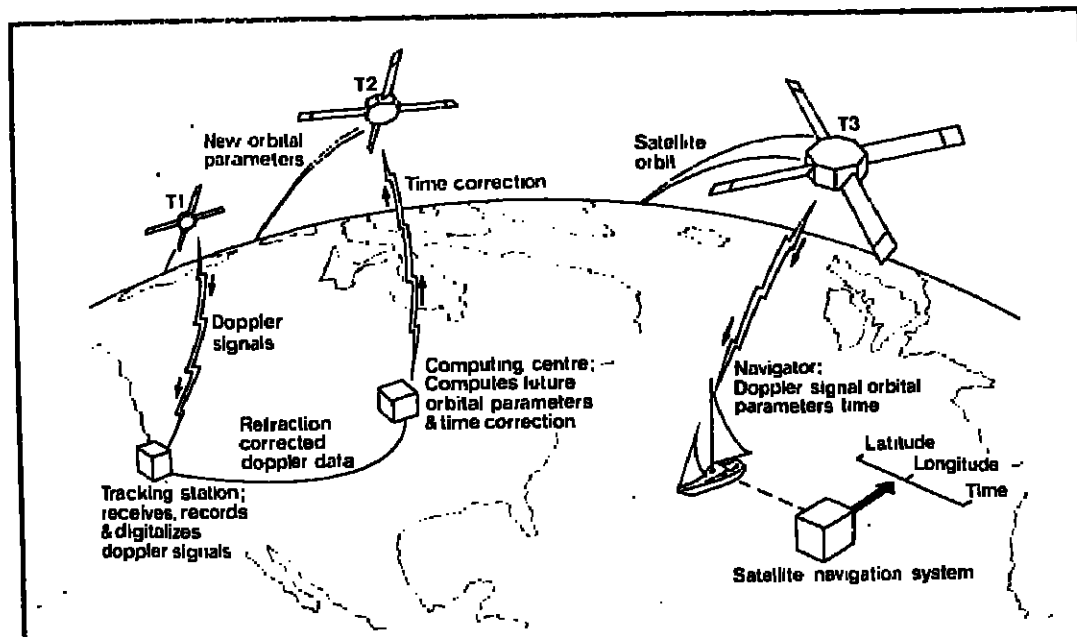 T1
T2
T3
New orbital
parameters
Satellite
orbit
Time correction
Doppler
signals
Computing centre;
Computes future
orbital parameters
& time correction
Navigator;
Doppler signal orbital
parameters time
Refraction
corrected
doppler data
Latitude
Longitude
Time
Tracking station;
receives, records
& digitalizes
doppler signals
Satellite navigation system